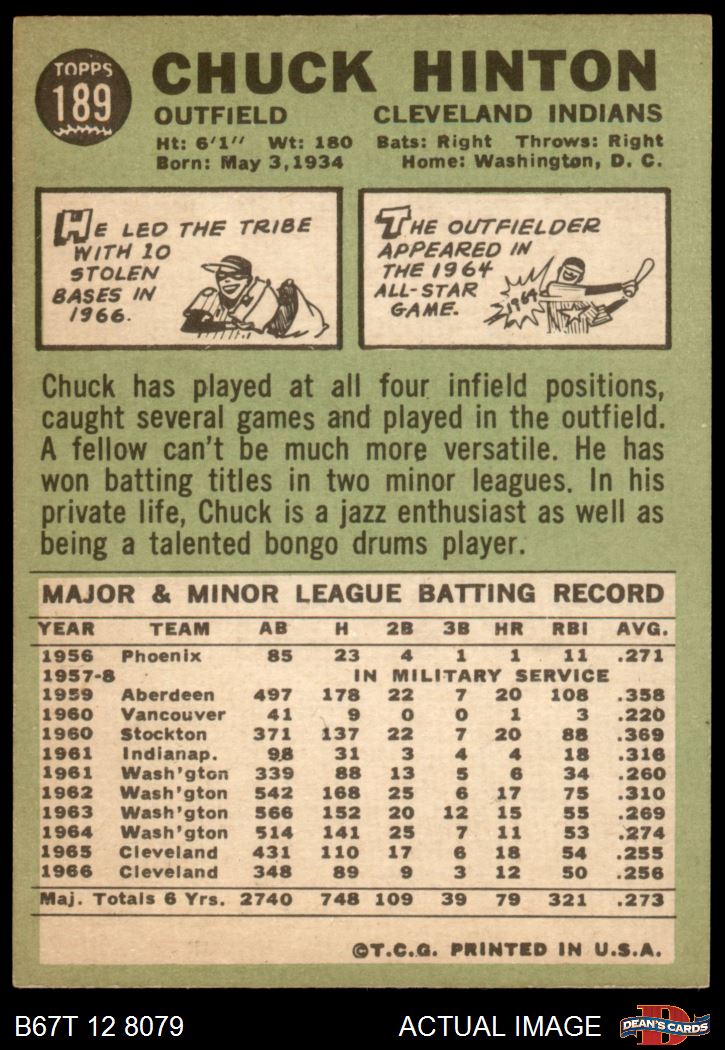 TOPPS
189
CHUCK HINTON
OUTFIELD CLEVELAND INDIANS
Ht: 6'1'' Wt: 180 Bats: Right Throws: Right
Born: May 3, 1934 Home: Washington, D. C.
HE LED THE TRIBE
WITH 10
STOLEN
BASES IN
1966.
THE OUTFIELDER
APPEARED IN
THE 1964
ALL-STAR
GAME.
1964
Chuck has played at all four infield positions,
caught several games and played in the outfield.
A fellow can't be much more versatile. He has
won batting titles in two minor leagues. In his
private life, Chuck is a jazz enthusiast as well as
being a talented bongo drums player.
MAJOR & MINOR LEAGUE BATTING RECORD
YEAR TEAM AB H 2B 3B HR RBI AVG.
1956 Phoenix 85 23 4 1 1 11 .271
1957-8 IN MILITARY SERVICE
1959 Aberdeen 497 178 22 7 20 108 .358
1960 Vancouver 41 9 0 0 1 3 .220
1960 Stockton 371 137 22 7 20 88 .369
1961 Indianap. 98 31 3 4 4 18 .316
1961 Wash'gton 339 88 13 5 6 34 .260
1962 Wash'gton 542 168 25 6 17 75 .310
1963 Wash'gton 566 152 20 12 15 55 .269
1964 Wash'gton 514 141 25 7 11 53 .274
1965 Cleveland 431 110 17 6 18 54 .255
1966 Cleveland 348 89 9 3 12 50 .256
Maj. Totals 6 Yrs. 2740 748 109 39 79 321 .273
©T.C.G. PRINTED IN U.S.A.
B67T 12 8079 ACTUAL IMAGE
D
DEAN'S CARDS